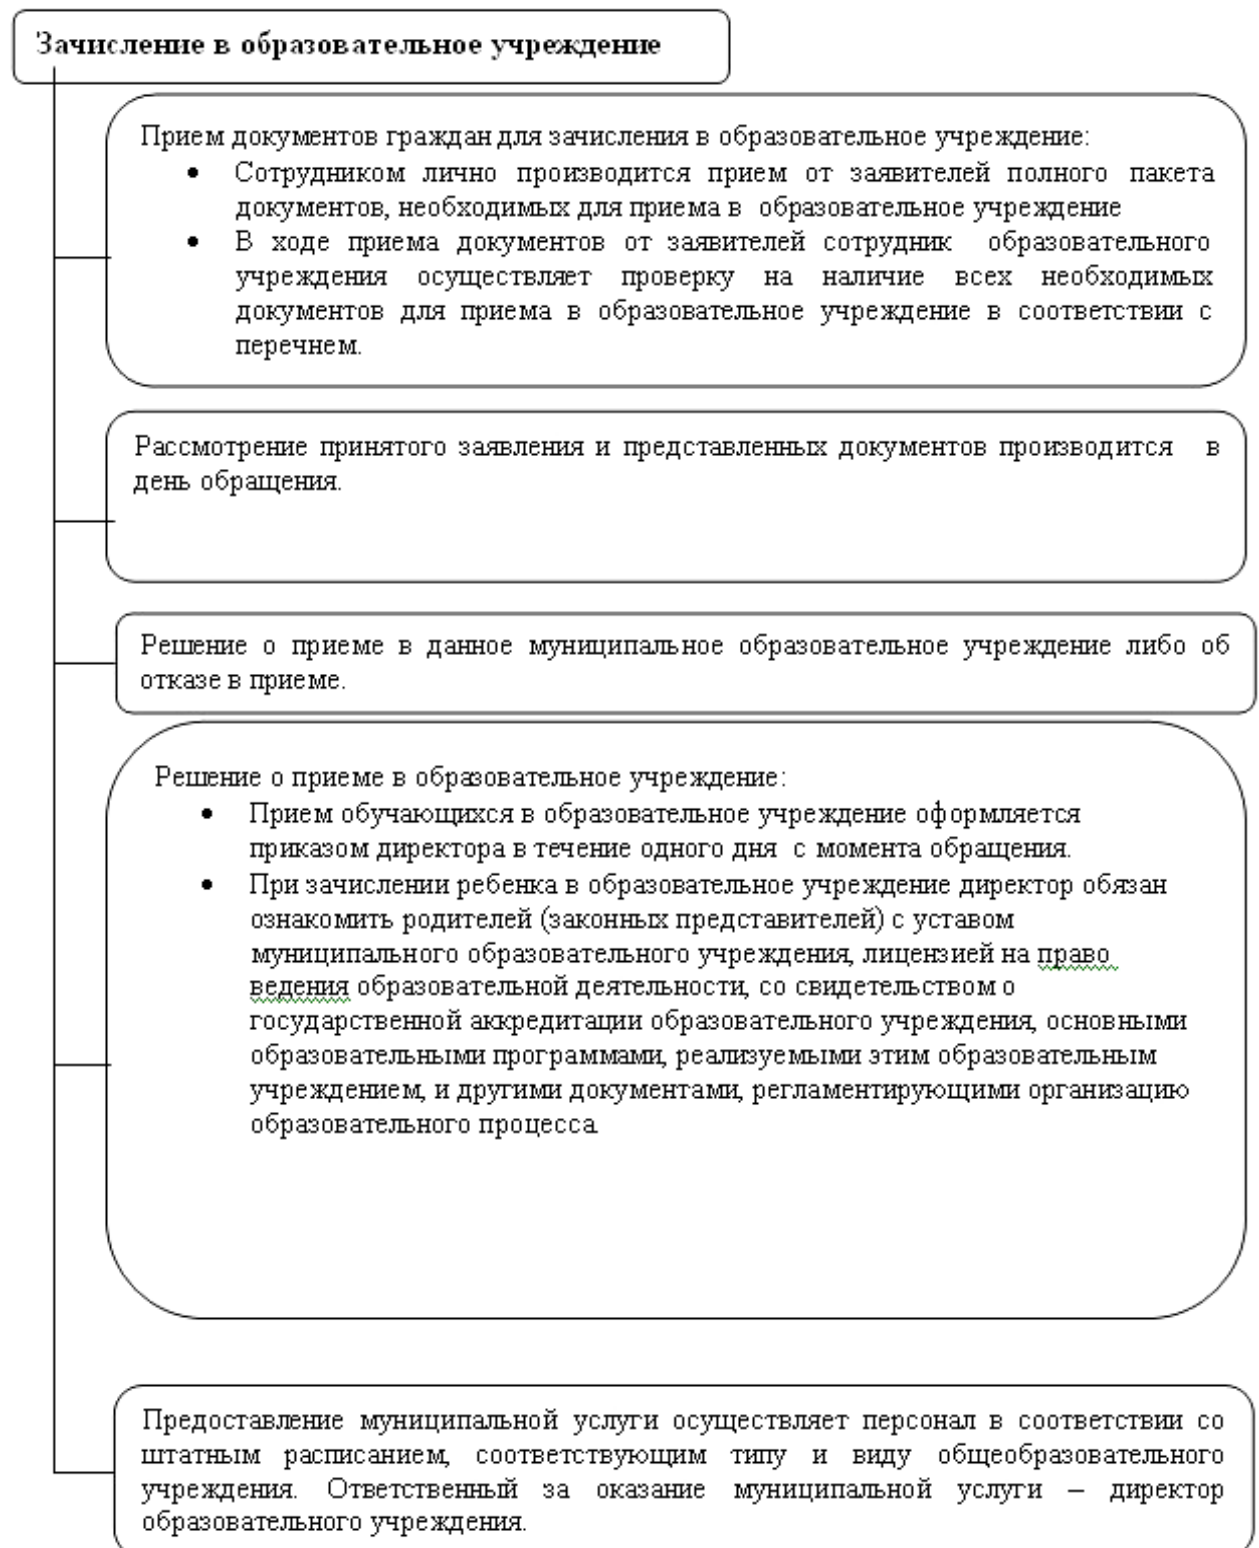 Зачисление в образовательное учреждение
Прием документов граждан для зачисления в образовательное учреждение:
• Сотрудником лично производится прием от заявителей полного пакета
документов, необходимых для приема в образовательное учреждение
• В ходе приема документов от заявителей сотрудник образовательного
учреждения осуществляет проверку на наличие всех необходимых
документов для приема в образовательное учреждение в соответствии с
перечнем.
Рассмотрение принятого заявления и представленных документов производится в
день обращения.
Решение о приеме в данное муниципальное образовательное учреждение либо об
отказе в приеме.
Решение о приеме в образовательное учреждение:
• Прием обучающихся в образовательное учреждение оформляется
приказом директора в течение одного дня с момента обращения.
• При зачислении ребенка в образовательное учреждение директор обязан
ознакомить родителей (законных представителей) с уставом
муниципального образовательного учреждения, лицензией на право
ведения образовательной деятельности, со свидетельством о
государственной аккредитации образовательного учреждения, основными
образовательными программами, реализуемыми этим образовательным
учреждением, и другими документами, регламентирующими организацию
образовательного процесса.
Предоставление муниципальной услуги осуществляет персонал в соответствии со
штатным расписанием, соответствующим типу и виду общеобразовательного
учреждения. Ответственный за оказание муниципальной услуги – директор
образовательного учреждения.